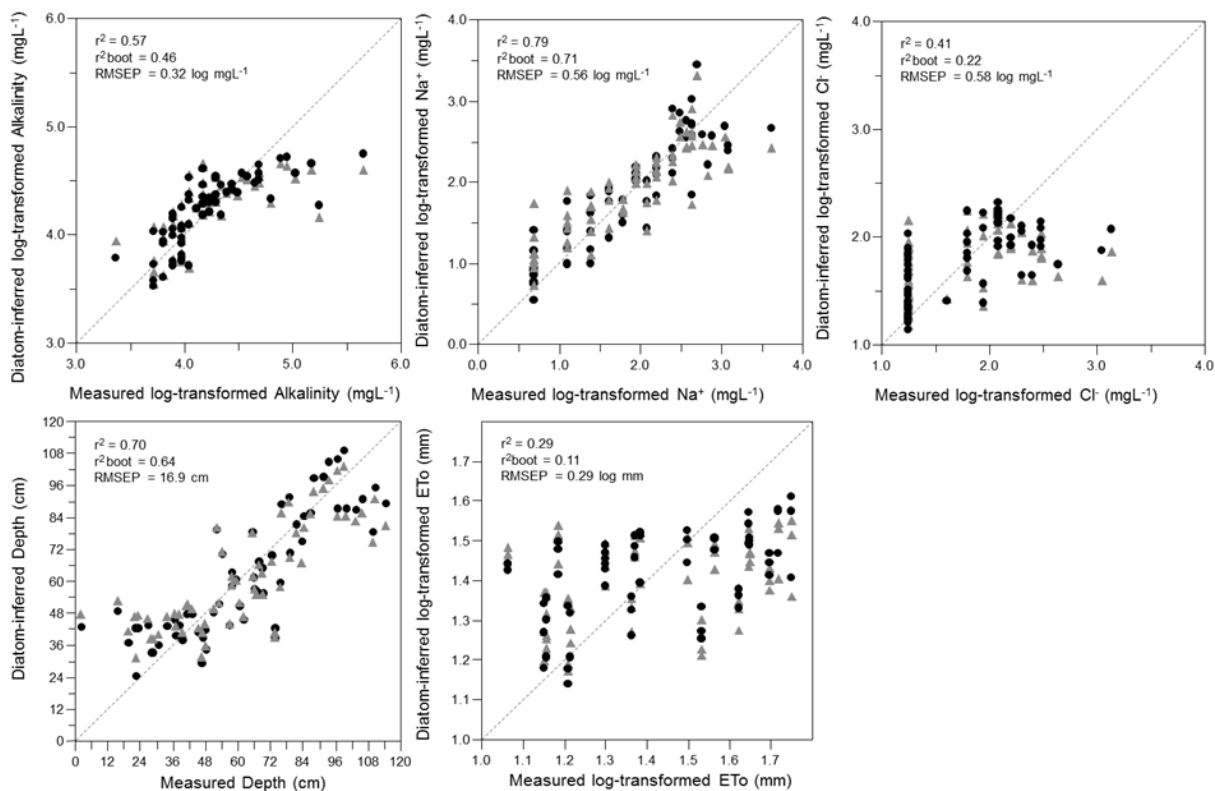 Diatom-inferred log-transformed Alkalinity (mgL⁻¹)
6.0
5.0
4.0
3.0
r² = 0.57
r²boot = 0.46
RMSEP = 0.32 log mgL⁻¹
3.0 4.0 5.0 6.0
Measured log-transformed Alkalinity (mgL⁻¹)
Diatom-inferred log-transformed Na⁺ (mgL⁻¹)
4.0
3.0
2.0
1.0
0.0
r² = 0.79
r²boot = 0.71
RMSEP = 0.56 log mgL⁻¹
0.0 1.0 2.0 3.0 4.0
Measured log-transformed Na⁺ (mgL⁻¹)
Diatom-inferred log-transformed Cl⁻ (mgL⁻¹)
4.0
3.0
2.0
1.0
r² = 0.41
r²boot = 0.22
RMSEP = 0.58 log mgL⁻¹
1.0 2.0 3.0 4.0
Measured log-transformed Cl⁻ (mgL⁻¹)
Diatom-inferred Depth (cm)
120
108
96
84
72
60
48
36
24
12
0
r² = 0.70
r²boot = 0.64
RMSEP = 16.9 cm
0 12 24 36 48 60 72 84 96 108 120
Measured Depth (cm)
Diatom-inferred log-transformed ETo (mm)
1.7
1.6
1.5
1.4
1.3
1.2
1.1
1.0
r² = 0.29
r²boot = 0.11
RMSEP = 0.29 log mm
1.0 1.1 1.2 1.3 1.4 1.5 1.6 1.7
Measured log-transformed ETo (mm)